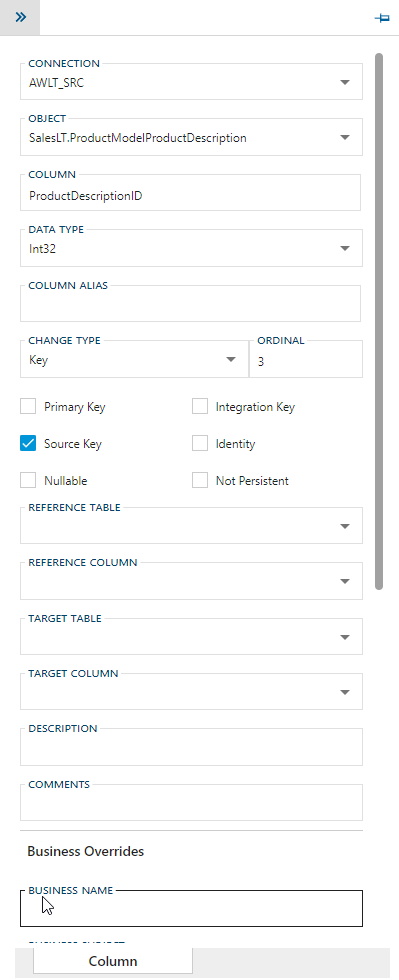 CONNECTION
AWLT_SRC
OBJECT
SalesLT.ProductModelProductDescription
COLUMN
ProductDescriptionID
DATA TYPE
Int32
COLUMN ALIAS
CHANGE TYPE ORDINAL
Key 3
Primary Key Integration Key
Source Key Identity
Nullable Not Persistent
REFERENCE TABLE
REFERENCE COLUMN
TARGET TABLE
TARGET COLUMN
DESCRIPTION
COMMENTS
Business Overrides
BUSINESS NAME
Column